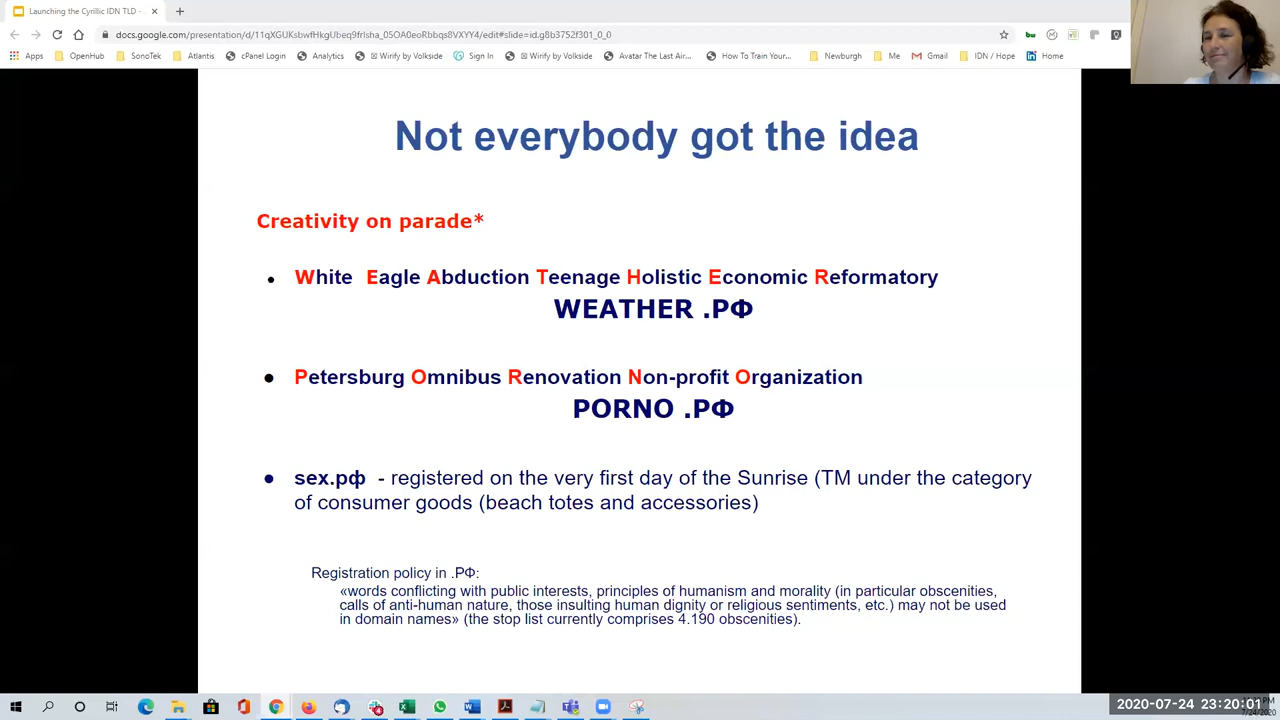 Launching the Cyrillic IDN TLD -
docs.google.com/presentation/d/11qXGUKsbwfHkgUbeq9frIsha_05OA0eoRbbqs8VXYY4/edit#slide=id.g8b3752f301_0_0
Apps OpenHub SonoTek Atlantis cPanel Login Analytics Wirify by Volkside Sign In Wirify by Volkside Avatar The Last Air... How To Train Your... Newburgh Me Gmail IDN / Hope Home
Not everybody got the idea
Creativity on parade*
• White Eagle Abduction Teenage Holistic Economic Reformatory
WEATHER .РФ
• Petersburg Omnibus Renovation Non-profit Organization
PORNO .РФ
• sex.рф - registered on the very first day of the Sunrise (TM under the category
of consumer goods (beach totes and accessories)
Registration policy in .РФ:
«words conflicting with public interests, principles of humanism and morality (in particular obscenities,
calls of anti-human nature, those insulting human dignity or religious sentiments, etc.) may not be used
in domain names» (the stop list currently comprises 4.190 obscenities).
2020-07-24 23:20:01